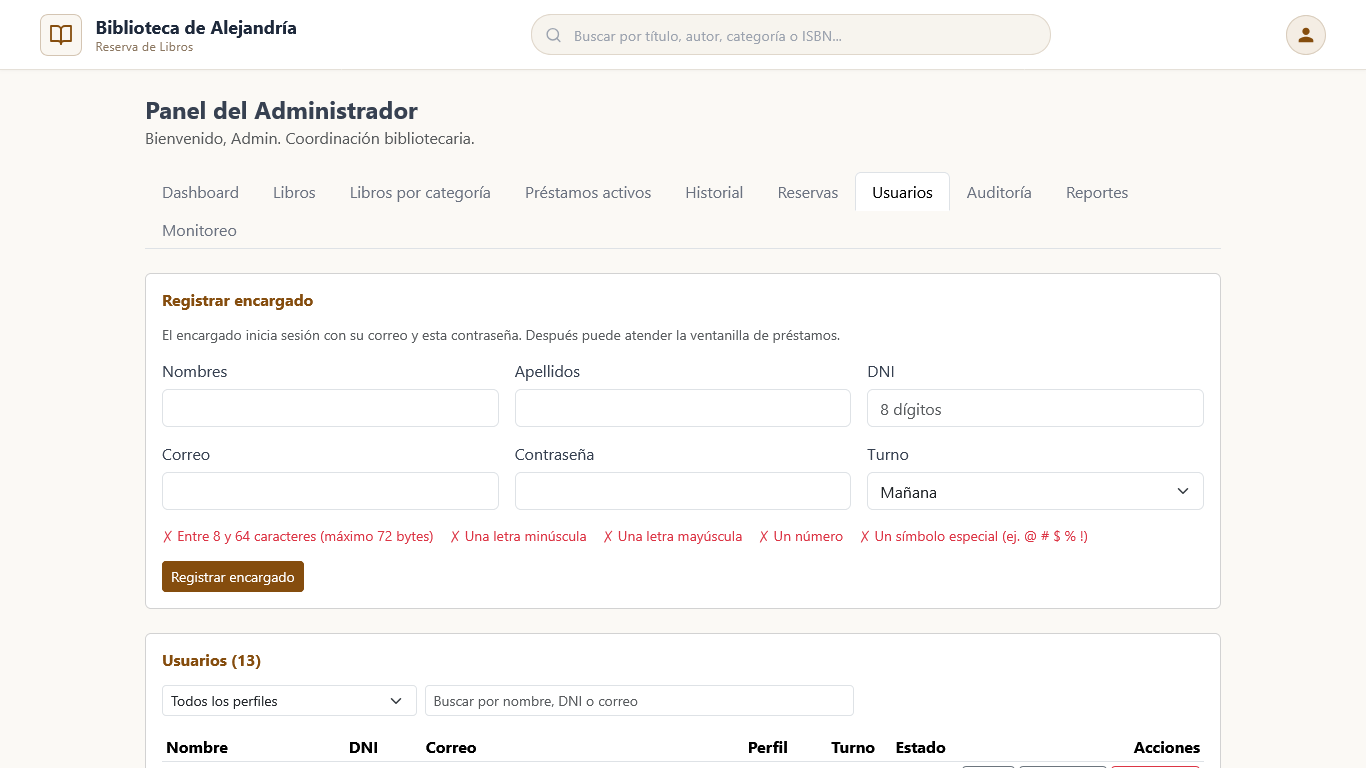 Biblioteca de Alejandría
Reserva de Libros
Buscar por título, autor, categoría o ISBN...
Panel del Administrador
Bienvenido, Admin. Coordinación bibliotecaria.
Dashboard Libros Libros por categoría Préstamos activos Historial Reservas Usuarios Auditoría Reportes
Monitoreo
Registrar encargado
El encargado inicia sesión con su correo y esta contraseña. Después puede atender la ventanilla de préstamos.
Nombres Apellidos DNI
8 dígitos
Correo Contraseña Turno
Mañana
✗ Entre 8 y 64 caracteres (máximo 72 bytes) ✗ Una letra minúscula ✗ Una letra mayúscula ✗ Un número ✗ Un símbolo especial (ej. @ # $ % !)
Registrar encargado
Usuarios (13)
Todos los perfiles Buscar por nombre, DNI o correo
Nombre DNI Correo Perfil Turno Estado Acciones